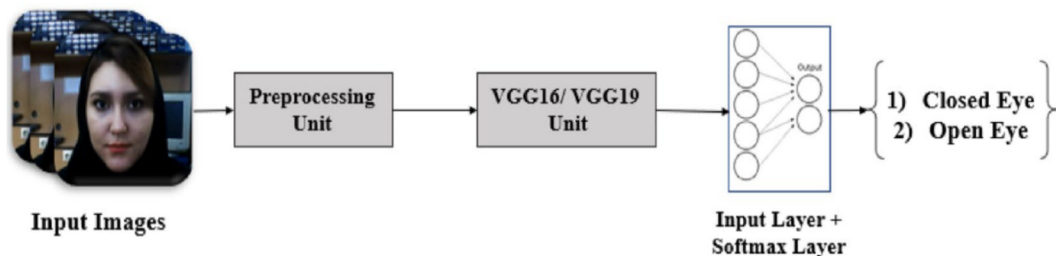 Input Images
Preprocessing
Unit
VGG16/ VGG19
Unit
Output
Input Layer +
Softmax Layer
1) Closed Eye
2) Open Eye